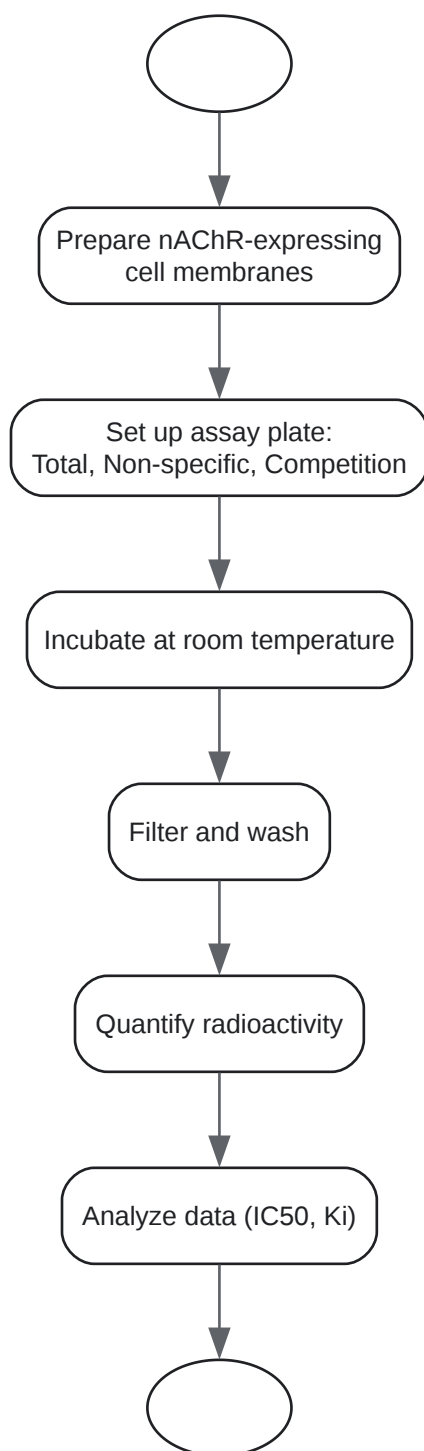 Prepare nAChR-expressing
cell membranes
Set up assay plate:
Total, Non-specific, Competition
Incubate at room temperature
Filter and wash
Quantify radioactivity
Analyze data (IC50, Ki)